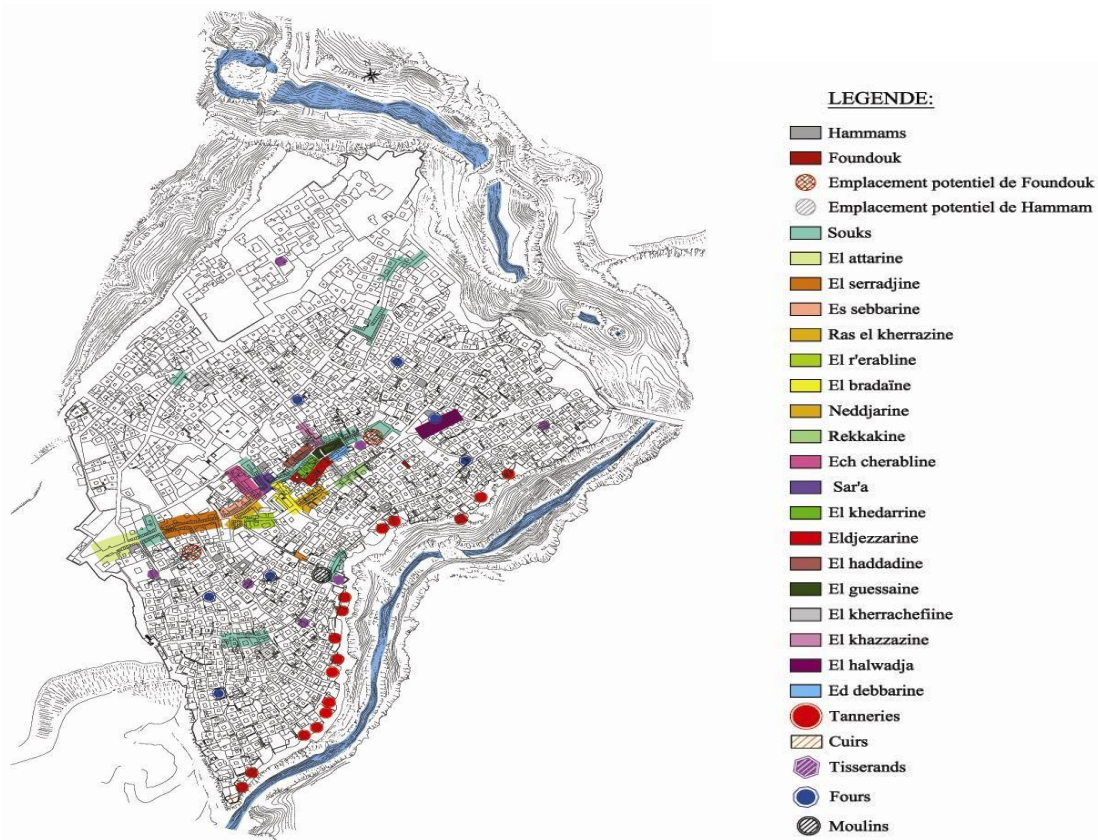 LEGENDE:
Hammams
Foundouk
Emplacement potentiel de Foundouk
Emplacement potentiel de Hammam
Souks
El attarine
El serradjine
Es sebbarine
Ras el kherrazine
El r'erabline
El bradaïne
Neddjarine
Rekkakine
Ech cherabline
Sar'a
El khedarrine
Eldjezzarine
El haddadine
El guessaine
El kherrachefiine
El khazzazine
El halwadja
Ed debbarine
Tanneries
Cuirs
Tisserands
Fours
Moulins